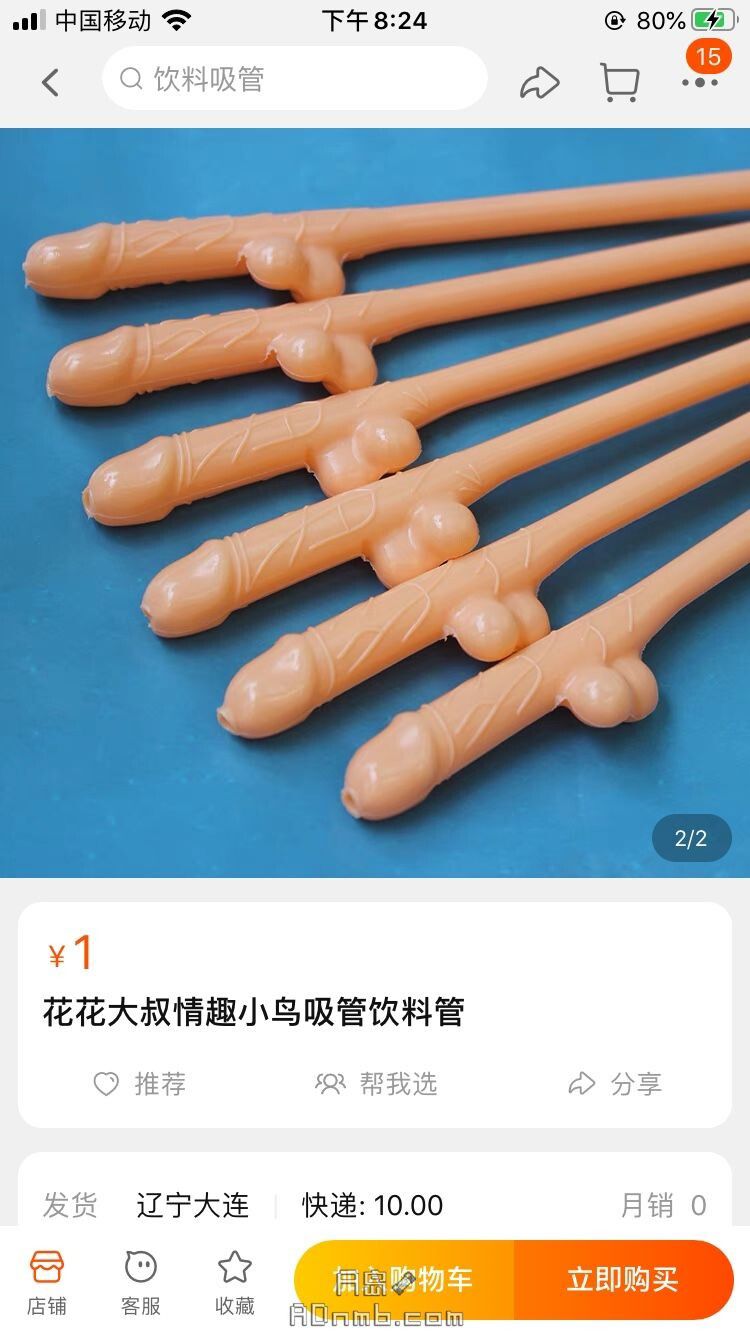 中国移动 下午8:24 80%
15
饮料吸管
2/2
¥1
花花大叔情趣小鸟吸管饮料管
推荐 帮我选 分享
发货 辽宁大连 快递: 10.00 月销 0
店铺 客服 收藏 购物车 立即购买
ADnmb.com